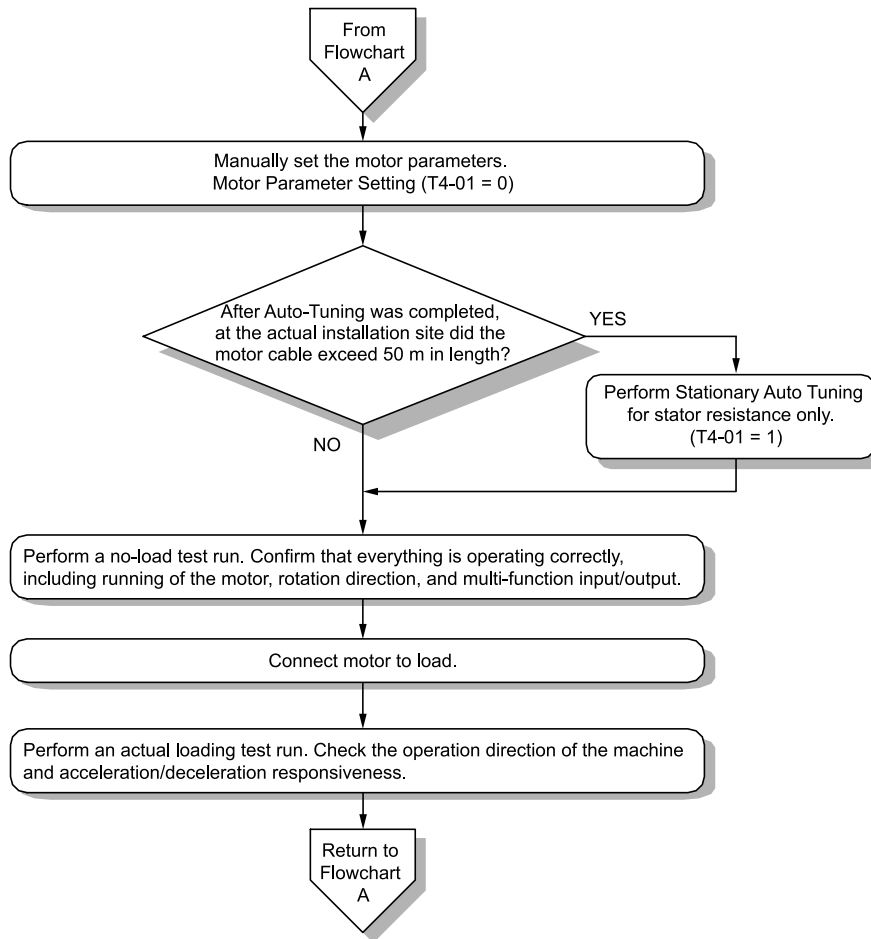 From
Flowchart
A
Manually set the motor parameters.
Motor Parameter Setting (T4-01 = 0)
After Auto-Tuning was completed,
at the actual installation site did the
motor cable exceed 50 m in length?
YES
Perform Stationary Auto Tuning
for stator resistance only.
(T4-01 = 1)
NO
Perform a no-load test run. Confirm that everything is operating correctly,
including running of the motor, rotation direction, and multi-function input/output.
Connect motor to load.
Perform an actual loading test run. Check the operation direction of the machine
and acceleration/deceleration responsiveness.
Return to
Flowchart
A